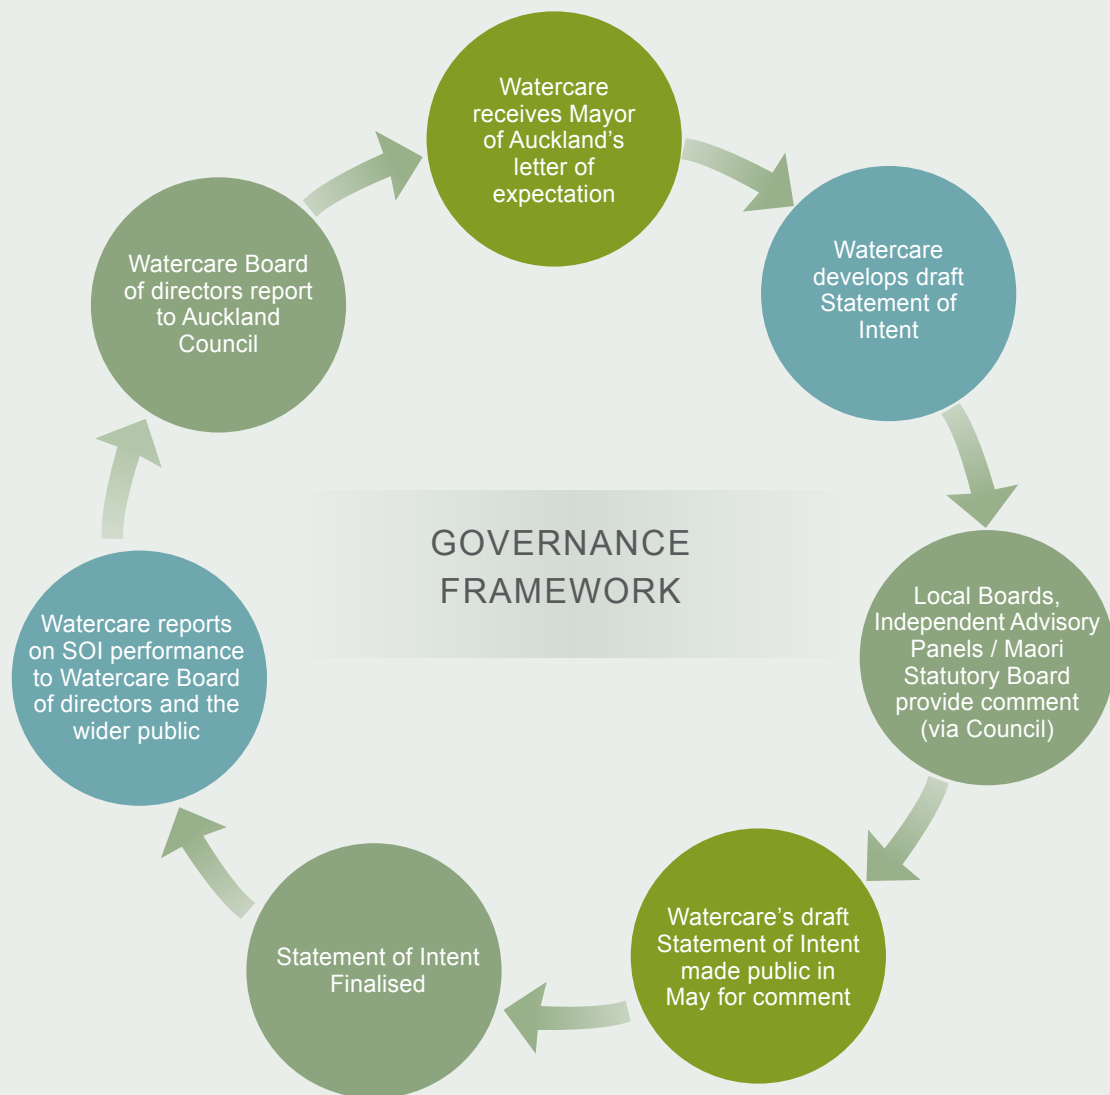 Watercare
receives Mayor
of Auckland’s
letter of
expectation
Watercare
develops draft
Statement of
Intent
Local Boards,
Independent Advisory
Panels / Maori
Statutory Board
provide comment
(via Council)
Watercare’s draft
Statement of Intent
made public in
May for comment
Statement of Intent
Finalised
Watercare reports
on SOI performance
to Watercare Board
of directors and the
wider public
Watercare Board
of directors report
to Auckland
Council
GOVERNANCE
FRAMEWORK